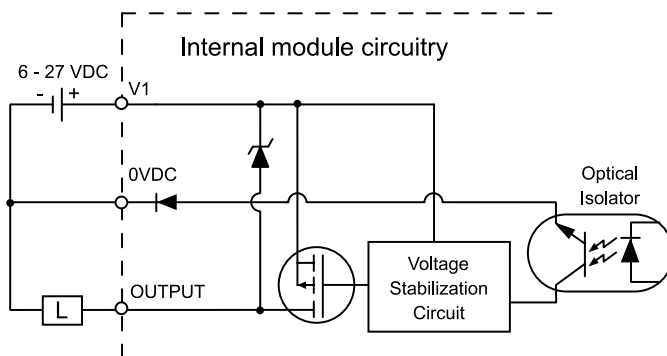 Internal module circuitry
6 - 27 VDC
- +
V1
0VDC
Optical
Isolator
Voltage
Stabilization
Circuit
OUTPUT
L